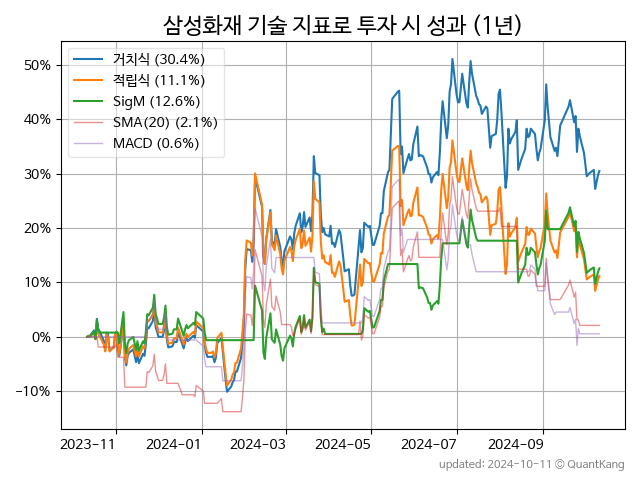 삼성화재 기술 지표로 투자 시 성과 (1년)
거치식 (30.4%)
적립식 (11.1%)
SigM (12.6%)
SMA(20) (2.1%)
MACD (0.6%)
50%
40%
30%
20%
10%
0%
−10%
2023-11 2024-01 2024-03 2024-05 2024-07 2024-09
updated: 2024-10-11 © QuantKang